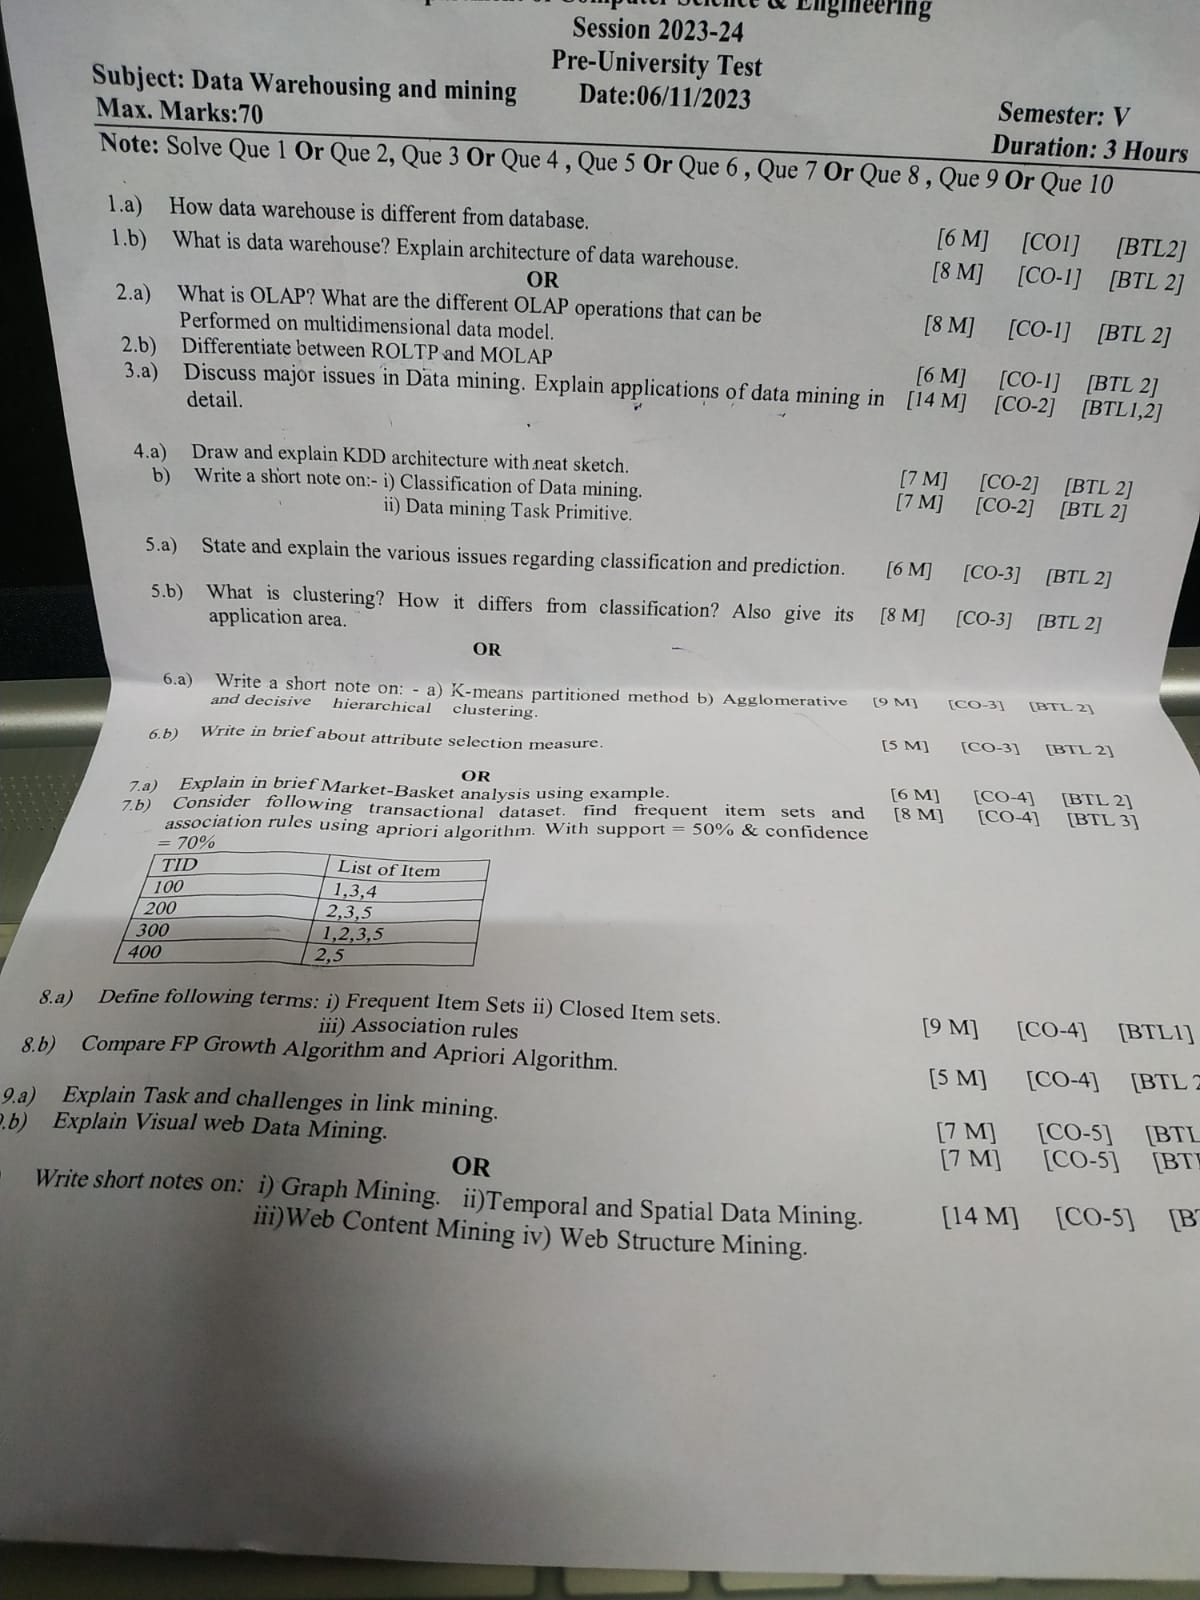 Computer Science & Engineering
Session 2023-24
Pre-University Test
Subject: Data Warehousing and mining Date:06/11/2023 Semester: V
Max. Marks:70 Duration: 3 Hours
Note: Solve Que 1 Or Que 2, Que 3 Or Que 4 , Que 5 Or Que 6 , Que 7 Or Que 8 , Que 9 Or Que 10
1.a) How data warehouse is different from database. [6 M] [CO1] [BTL2]
1.b) What is data warehouse? Explain architecture of data warehouse. [8 M] [CO-1] [BTL 2]
OR
2.a) What is OLAP? What are the different OLAP operations that can be [8 M] [CO-1] [BTL 2]
Performed on multidimensional data model.
2.b) Differentiate between ROLTP and MOLAP [6 M] [CO-1] [BTL 2]
3.a) Discuss major issues in Data mining. Explain applications of data mining in [14 M] [CO-2] [BTL1,2]
detail.
4.a) Draw and explain KDD architecture with neat sketch. [7 M] [CO-2] [BTL 2]
b) Write a short note on:- i) Classification of Data mining. [7 M] [CO-2] [BTL 2]
ii) Data mining Task Primitive.
5.a) State and explain the various issues regarding classification and prediction. [6 M] [CO-3] [BTL 2]
5.b) What is clustering? How it differs from classification? Also give its [8 M] [CO-3] [BTL 2]
application area.
OR
6.a) Write a short note on: - a) K-means partitioned method b) Agglomerative [9 M] [CO-3] [BTL 2]
and decisive hierarchical clustering.
6.b) Write in brief about attribute selection measure. [5 M] [CO-3] [BTL 2]
OR
7.a) Explain in brief Market-Basket analysis using example. [6 M] [CO-4] [BTL 2]
7.b) Consider following transactional dataset. find frequent item sets and [8 M] [CO-4] [BTL 3]
association rules using apriori algorithm. With support = 50% & confidence
= 70%
TID List of Item
100 1,3,4
200 2,3,5
300 1,2,3,5
400 2,5
8.a) Define following terms: i) Frequent Item Sets ii) Closed Item sets. [9 M] [CO-4] [BTL1]
iii) Association rules
8.b) Compare FP Growth Algorithm and Apriori Algorithm. [5 M] [CO-4] [BTL 2
9.a) Explain Task and challenges in link mining. [7 M] [CO-5] [BTL
.b) Explain Visual web Data Mining. [7 M] [CO-5] [BTL
OR
Write short notes on: i) Graph Mining. ii)Temporal and Spatial Data Mining. [14 M] [CO-5] [B
iii)Web Content Mining iv) Web Structure Mining.